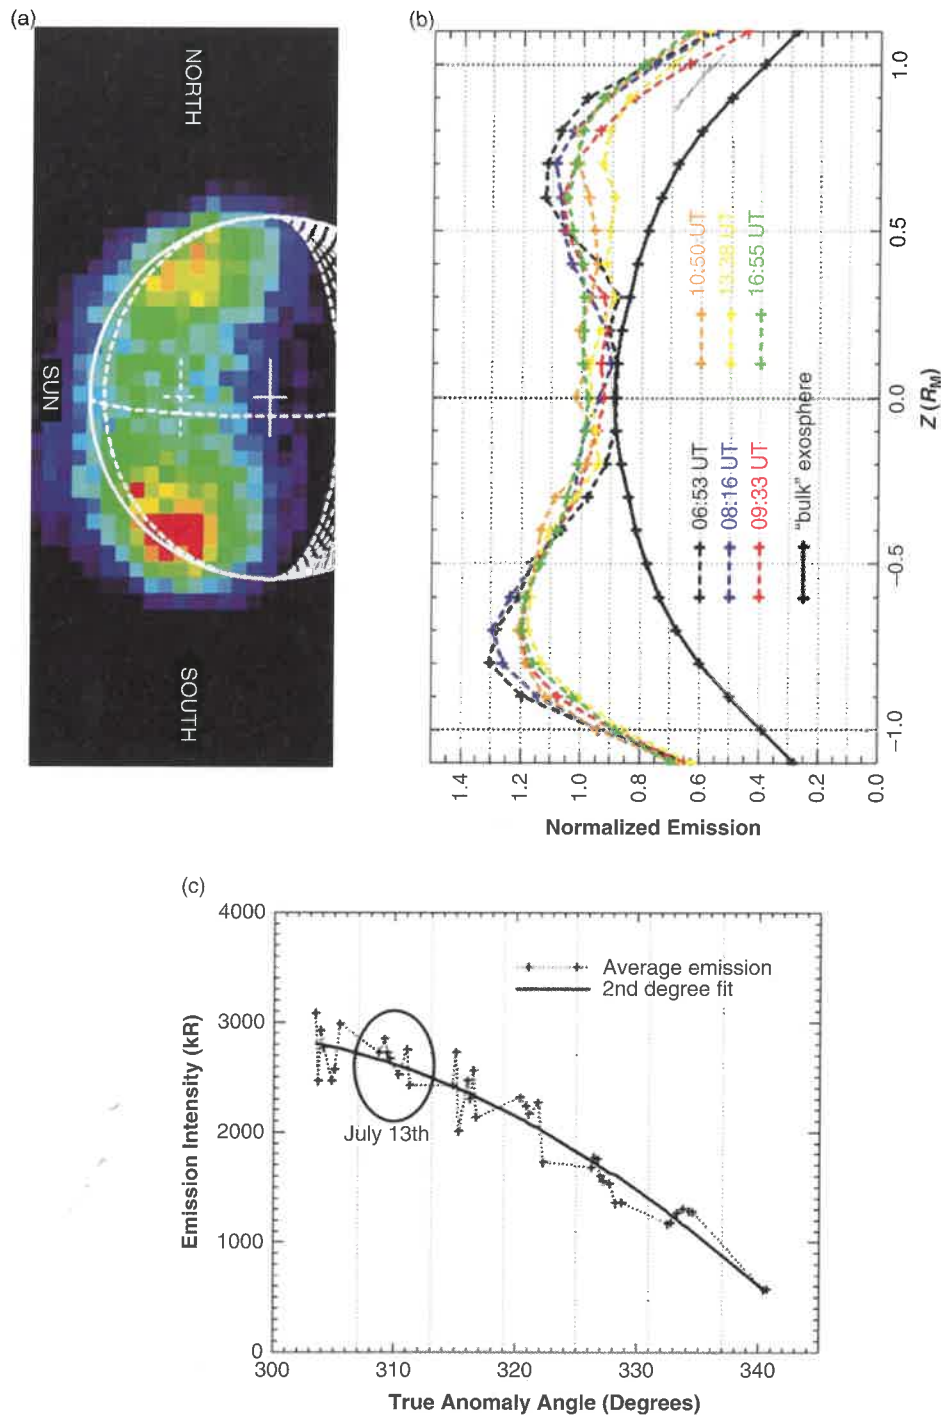 (a)
NORTH
SUN
SOUTH
(b)
1.0
0.5
0.0
−0.5
−1.0
Z (RM)
10:50 UT
13:38 UT
16:55 UT
06:53 UT
08:16 UT
09:33 UT
"bulk" exosphere
1.4
1.2
1.0
0.8
0.6
0.4
0.2
0.0
Normalized Emission
(c)
4000
3000
2000
1000
0
Emission Intensity (kR)
Average emission
2nd degree fit
July 13th
300
310
320
330
340
True Anomaly Angle (Degrees)